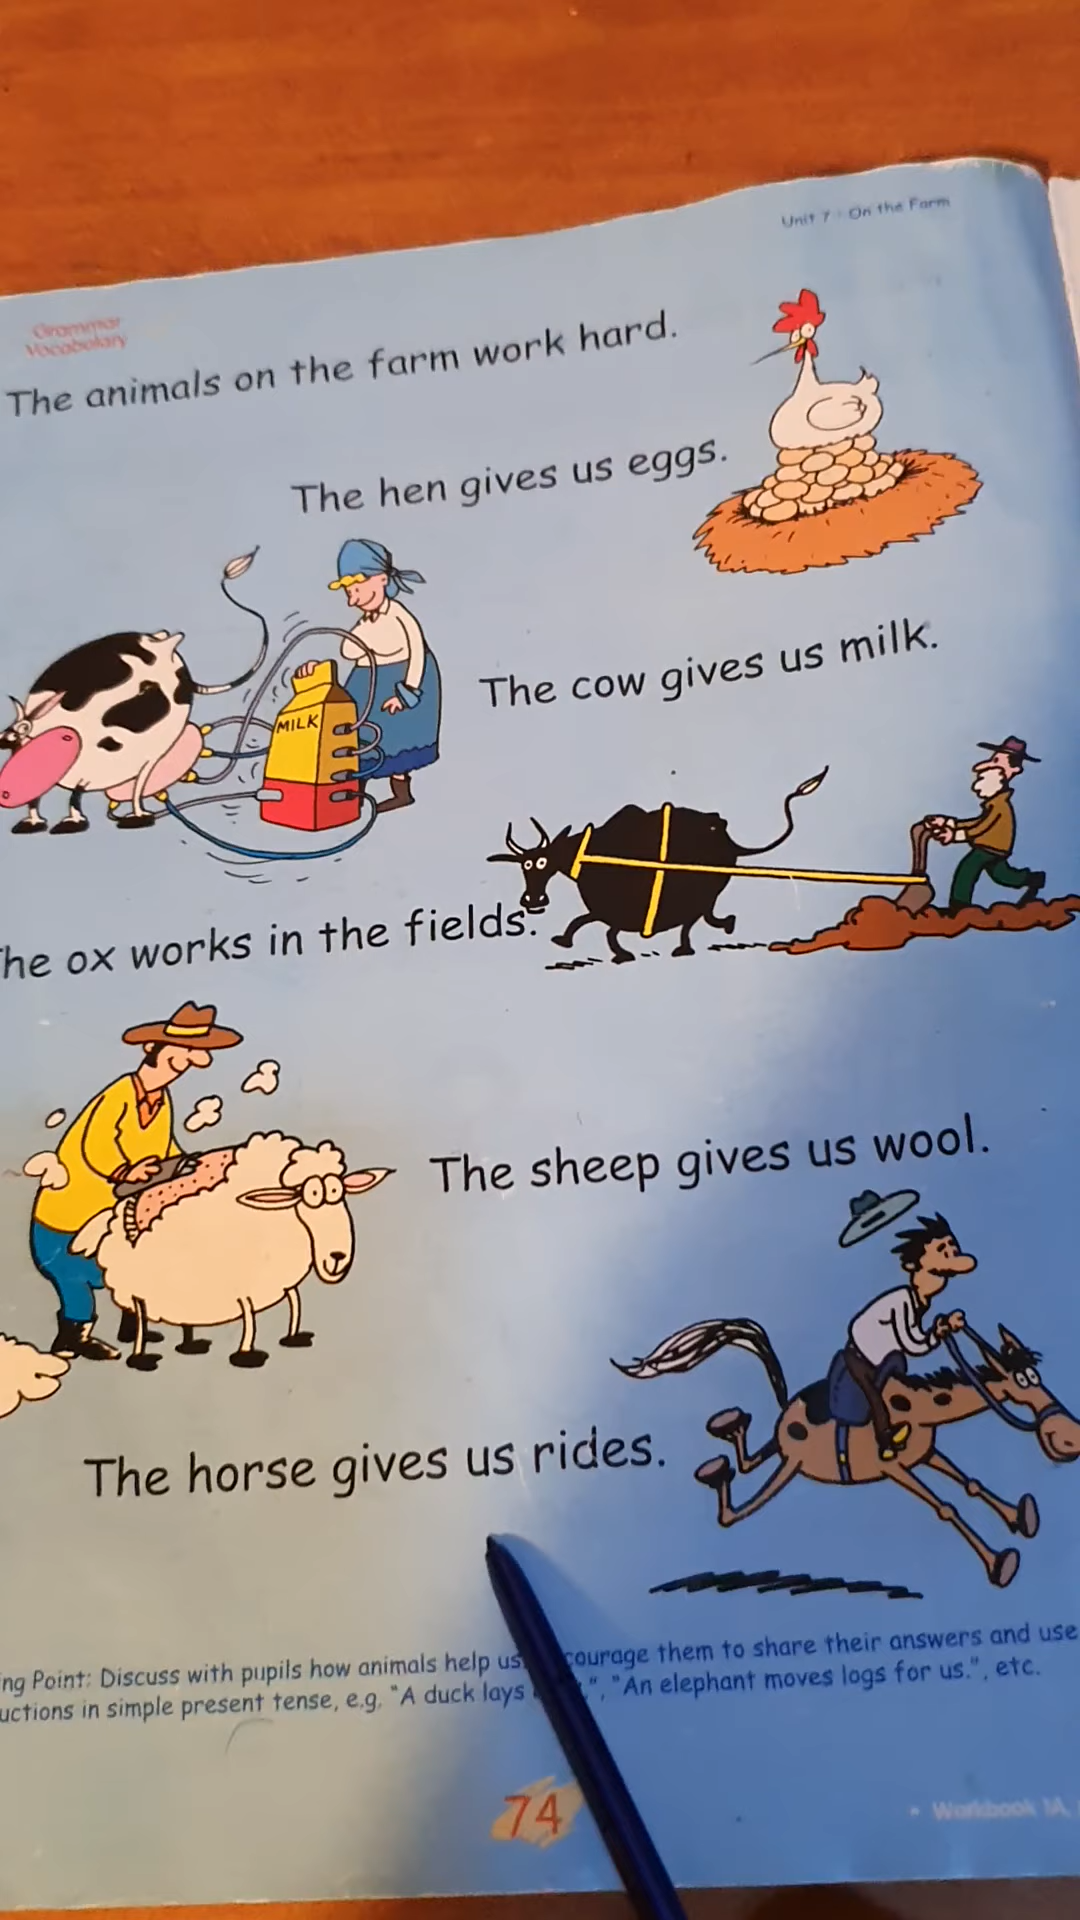 Unit 7 : On the Farm
Grammar
Vocabulary
The animals on the farm work hard.
The hen gives us eggs.
MILK
The cow gives us milk.
he ox works in the fields.
The sheep gives us wool.
The horse gives us rides.
ng Point: Discuss with pupils how animals help us. courage them to share their answers and use
uctions in simple present tense, e.g. "A duck lays ", "An elephant moves logs for us.", etc.
74
* Workbook 1A,